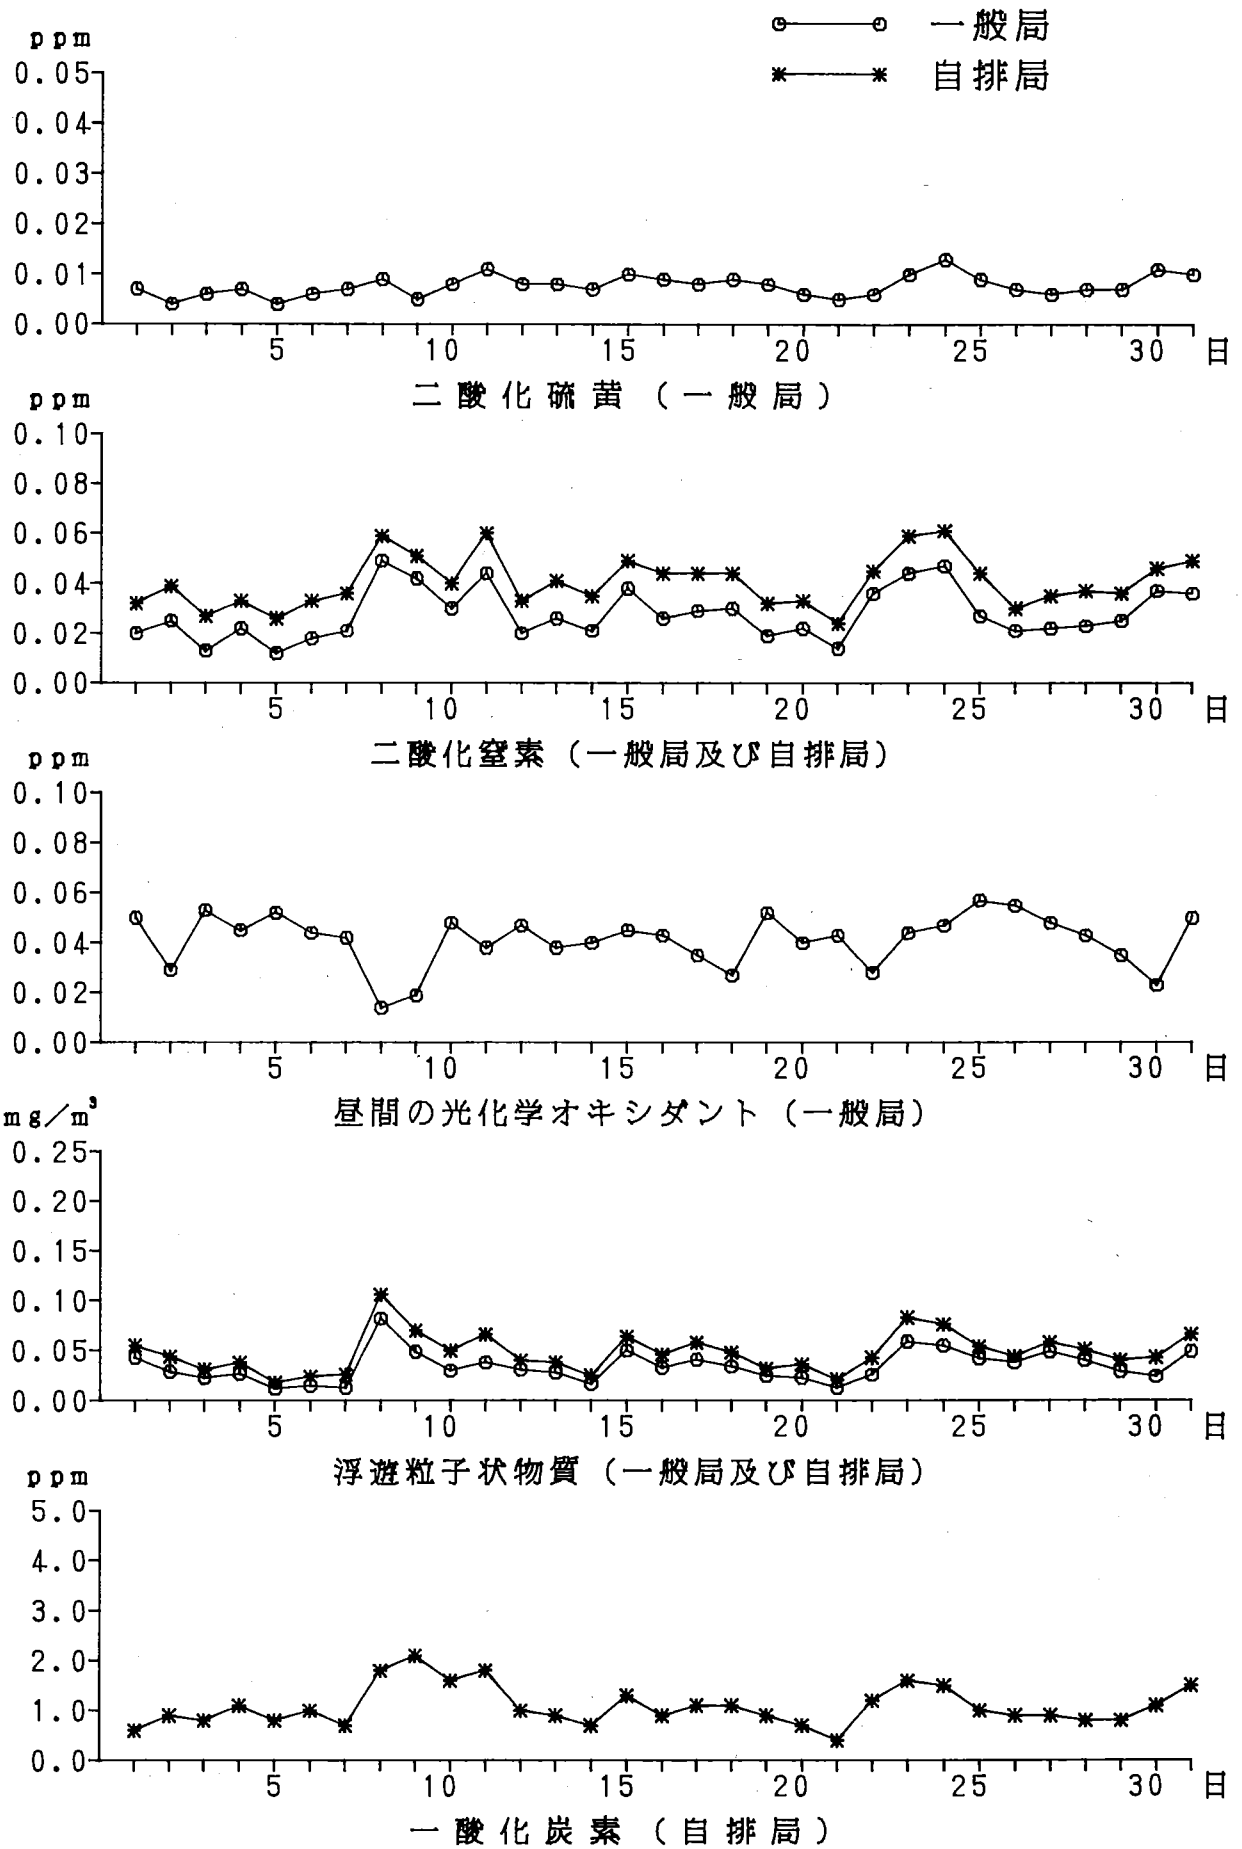 一般局
自排局
ppm
0.05
0.04
0.03
0.02
0.01
0.00
5 10 15 20 25 30 日
二酸化硫黄(一般局)
ppm
0.10
0.08
0.06
0.04
0.02
0.00
5 10 15 20 25 30 日
二酸化窒素(一般局及び自排局)
ppm
0.10
0.08
0.06
0.04
0.02
0.00
5 10 15 20 25 30 日
昼間の光化学オキシダント(一般局)
mg/m³
0.25
0.20
0.15
0.10
0.05
0.00
5 10 15 20 25 30 日
浮遊粒子状物質(一般局及び自排局)
ppm
5.0
4.0
3.0
2.0
1.0
0.0
5 10 15 20 25 30 日
一酸化炭素(自排局)